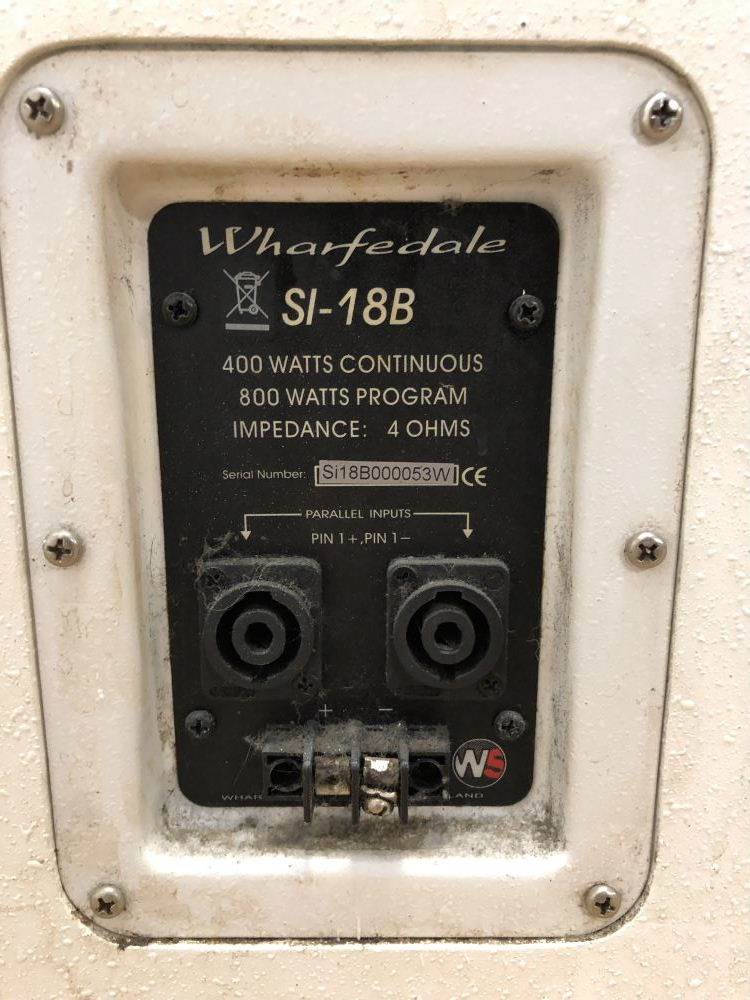 Wharfedale
SI-18B
400 WATTS CONTINUOUS
800 WATTS PROGRAM
IMPEDANCE: 4 OHMS
Serial Number: Si18B000053W CE
PARALLEL INPUTS
PIN 1+,PIN 1−
+ −
WS